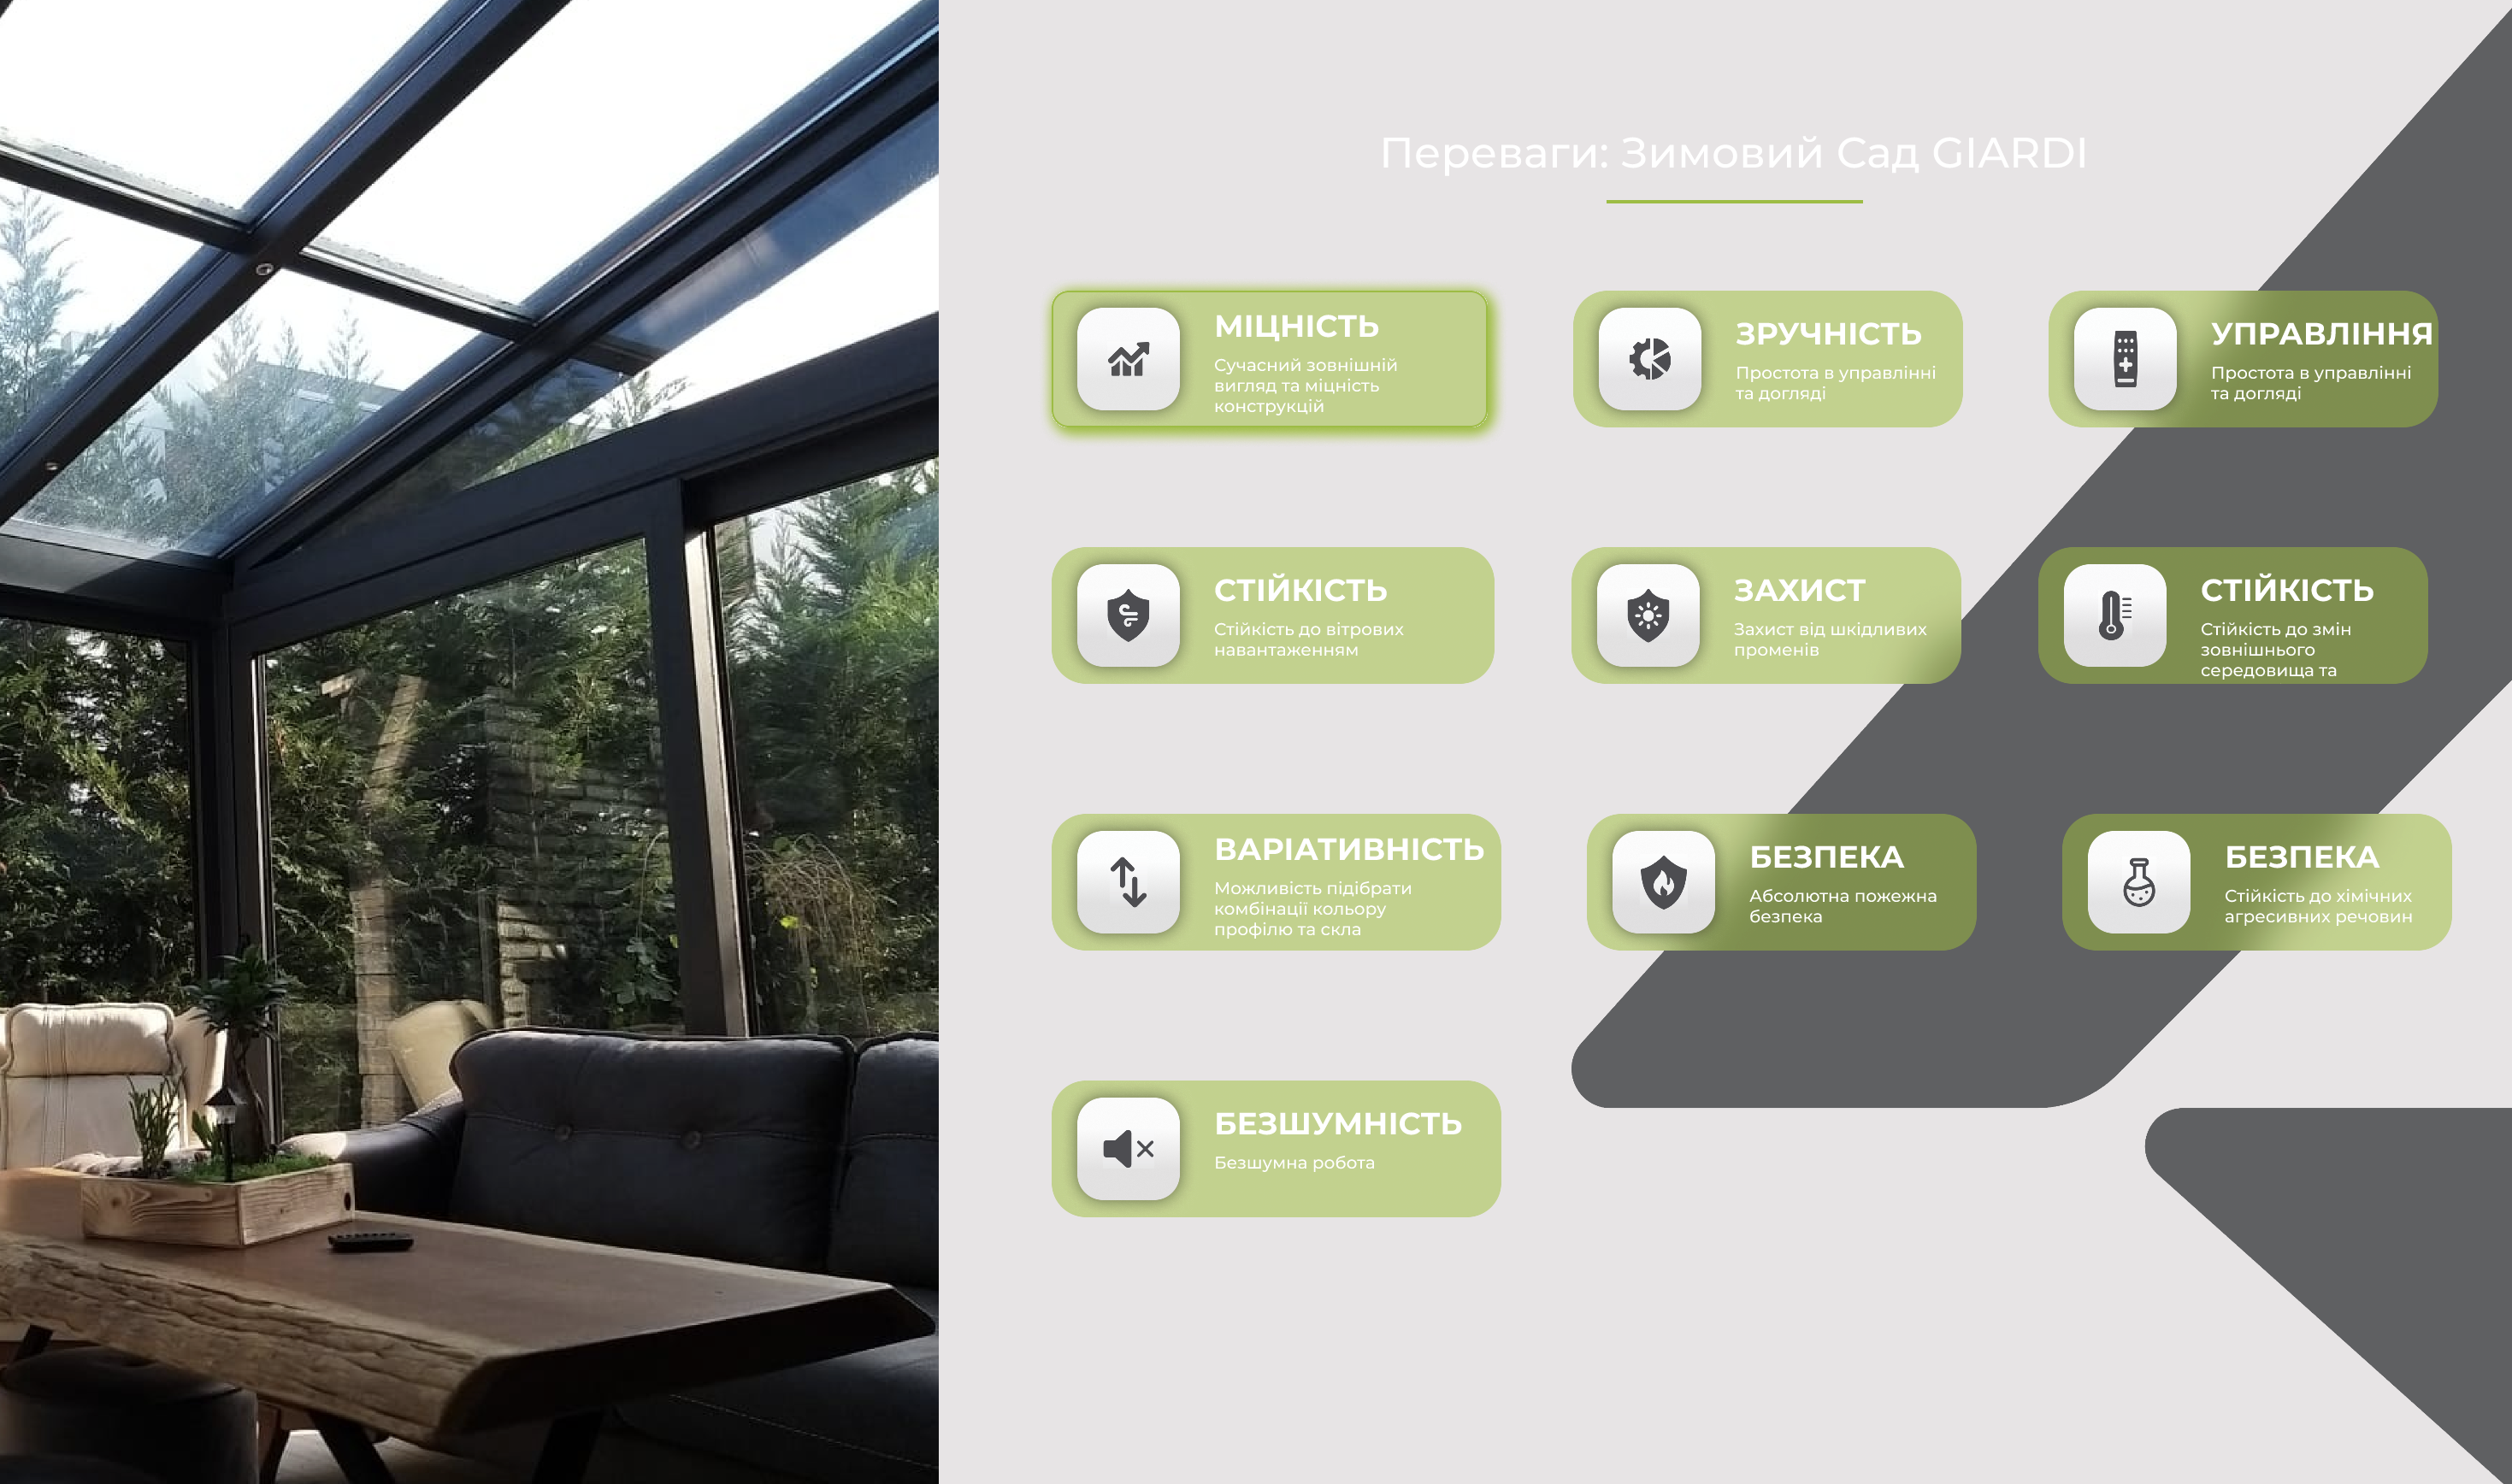 Переваги: Зимовий Сад GIARDI
МІЦНІСТЬ
Сучасний зовнішній
вигляд та міцність
конструкцій
ЗРУЧНІСТЬ
Простота в управлінні
та догляді
УПРАВЛІННЯ
Простота в управлінні
та догляді
СТІЙКІСТЬ
Стійкість до вітрових
навантаженням
ЗАХИСТ
Захист від шкідливих
променів
СТІЙКІСТЬ
Стійкість до змін
зовнішнього
середовища та
ВАРІАТИВНІСТЬ
Можливість підібрати
комбінації кольору
профілю та скла
БЕЗПЕКА
Абсолютна пожежна
безпека
БЕЗПЕКА
Стійкість до хімічних
агресивних речовин
БЕЗШУМНІСТЬ
Безшумна робота